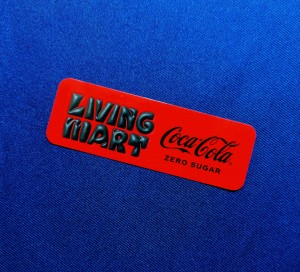 LIVING
MART
Coca-Cola
ZERO SUGAR